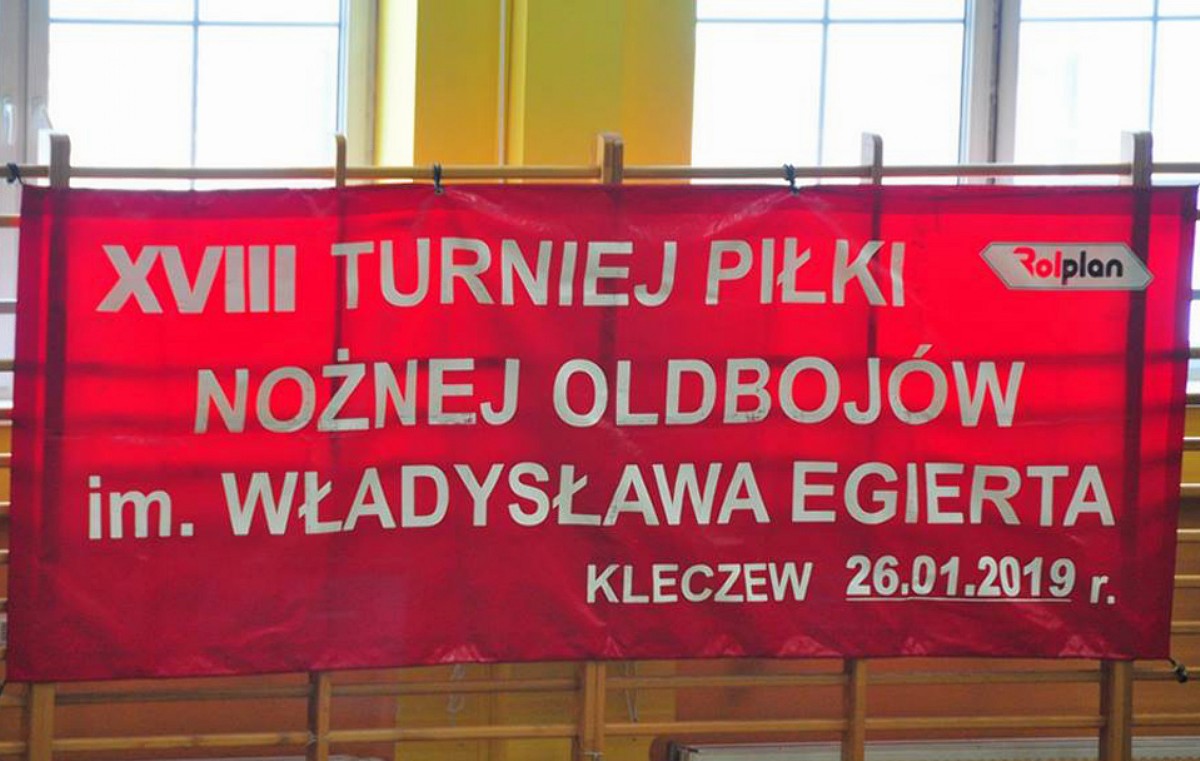 XVIII TURNIEJ PIŁKI
Rolplan
NOŻNEJ OLDBOJÓW
im. WŁADYSŁAWA EGIERTA
KLECZEW 26.01.2019 r.